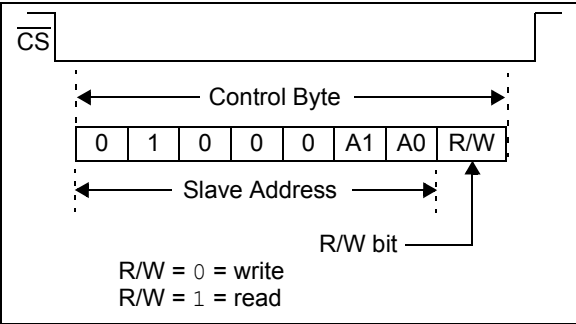 CS
Control Byte
0 1 0 0 0 A1 A0 R/W
Slave Address
R/W bit
R/W = 0 = write
R/W = 1 = read